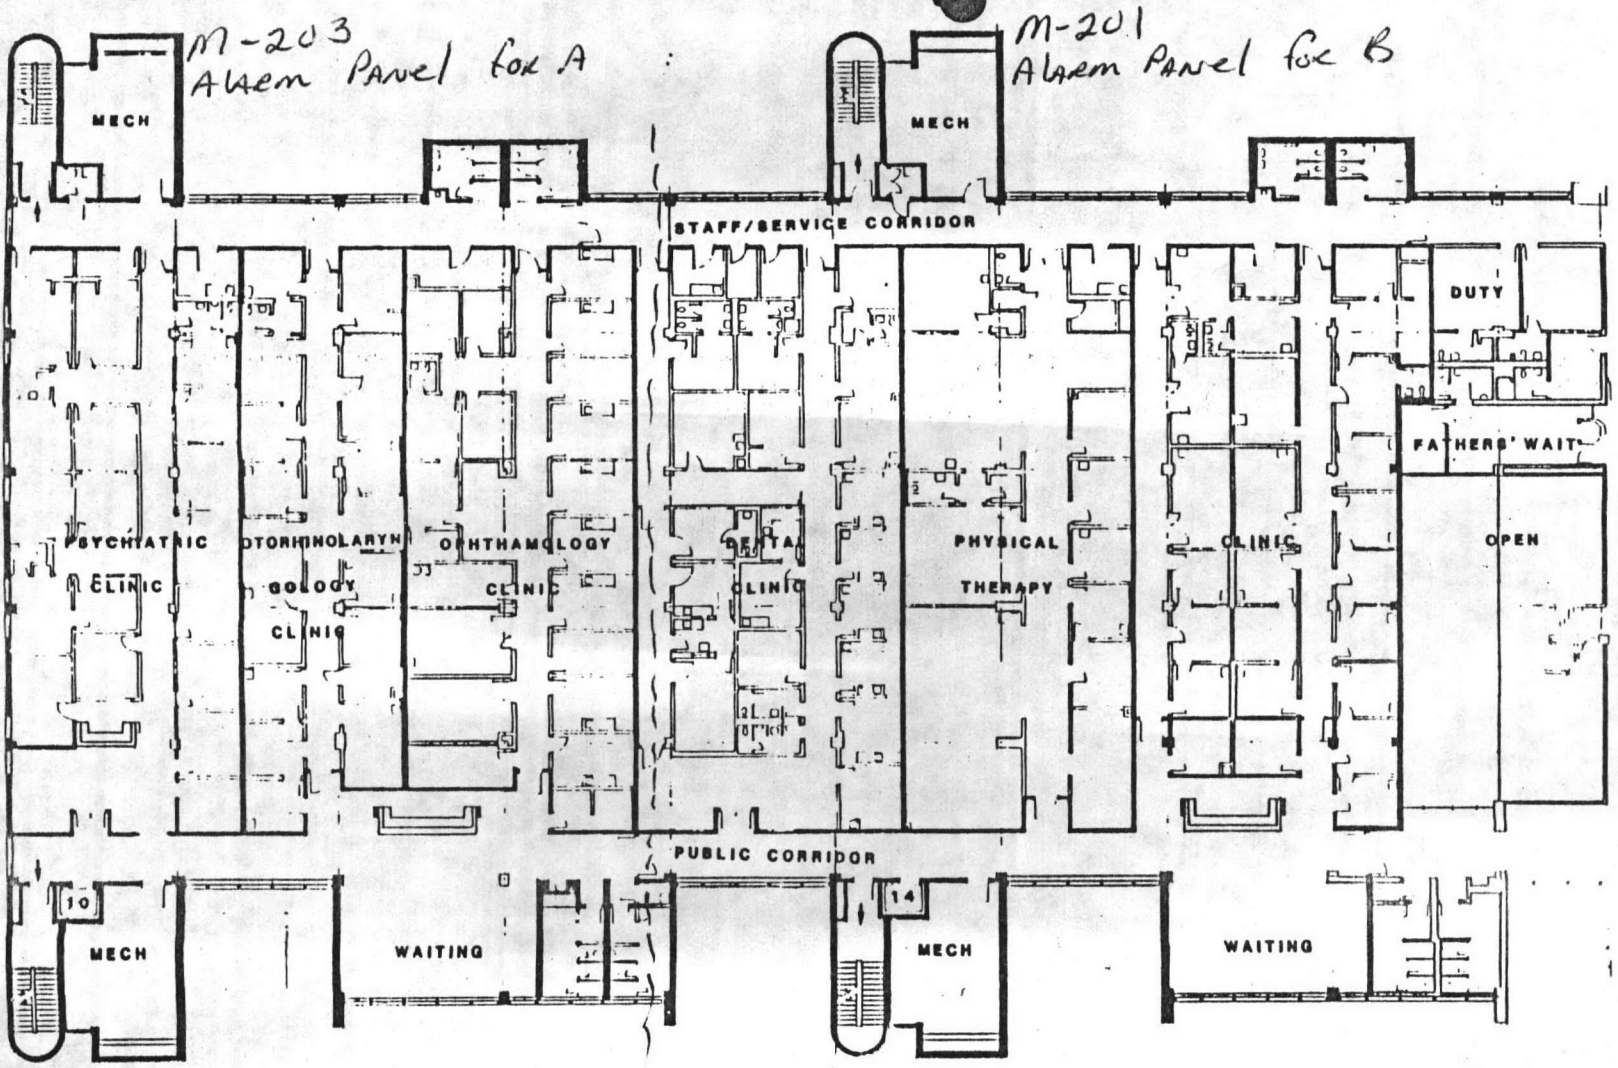 M-203
Alarm Panel for A
M-201
Alarm Panel for B
MECH
MECH
STAFF/SERVICE CORRIDOR
DUTY
FATHERS' WAIT
PSYCHIATRIC
CLINIC
OTORHINOLARYN
GOLOGY
CLINIC
OHTHAMOLOGY
CLINIC
DENTAL
CLINIC
PHYSICAL
THERAPY
CLINIC
OPEN
PUBLIC CORRIDOR
10
14
MECH
WAITING
MECH
WAITING